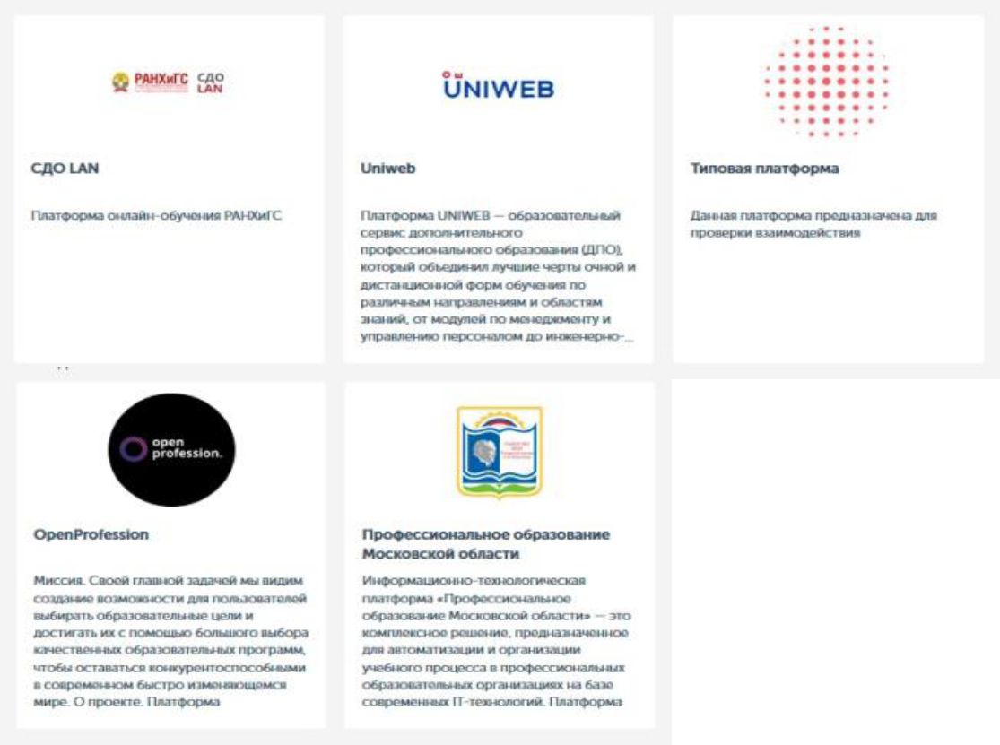 РАНХиГС СДО
LAN
СДО LAN
Платформа онлайн-обучения РАНХиГС
UNIWEB
Uniweb
Платформа UNIWEB — образовательный
сервис дополнительного
профессионального образования (ДПО),
который объединил лучшие черты очной и
дистанционной форм обучения по
различным направлениям и областям
знаний, от модулей по менеджменту и
управлению персоналом до инженерно-...
Типовая платформа
Данная платформа предназначена для
проверки взаимодействия
open
profession.
OpenProfession
Миссия. Своей главной задачей мы видим
создание возможности для пользователей
выбирать образовательные цели и
достигать их с помощью большого выбора
качественных образовательных программ,
чтобы оставаться конкурентоспособными
в современном быстро изменяющемся
мире. О проекте. Платформа
Профессиональное образование
Московской области
Информационно-технологическая
платформа «Профессиональное
образование Московской области» — это
комплексное решение, предназначенное
для автоматизации и организации
учебного процесса в профессиональных
образовательных организациях на базе
современных IT-технологий. Платформа